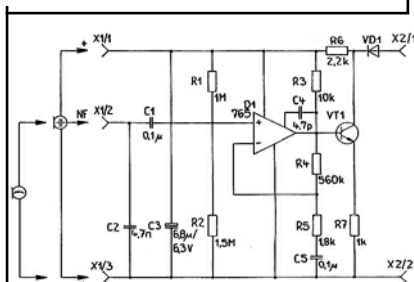 + X1/1
R6
VD1
X2/1
2,2k
R1
1M
R3
10k
NF X1/2
C1
0,1µ
D1
765
C4
4,7p
VT1
+
−
R4
560k
C2
4,7n
C3
6,8µ/
6,3V
R2
1,5M
R5
1,8k
R7
1k
C5
0,1µ
X1/3
X2/2